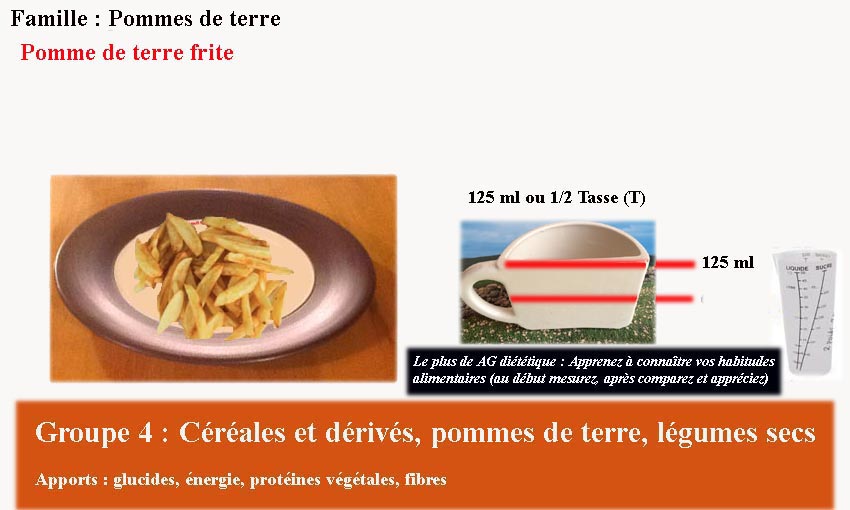 Famille : Pommes de terre
Pomme de terre frite
125 ml ou 1/2 Tasse (T)
125 ml
LIQUIDE SUCRE
Le plus de AG diététique : Apprenez à connaître vos habitudes
alimentaires (au début mesurez, après comparez et appréciez)
Groupe 4 : Céréales et dérivés, pommes de terre, légumes secs
Apports : glucides, énergie, protéines végétales, fibres